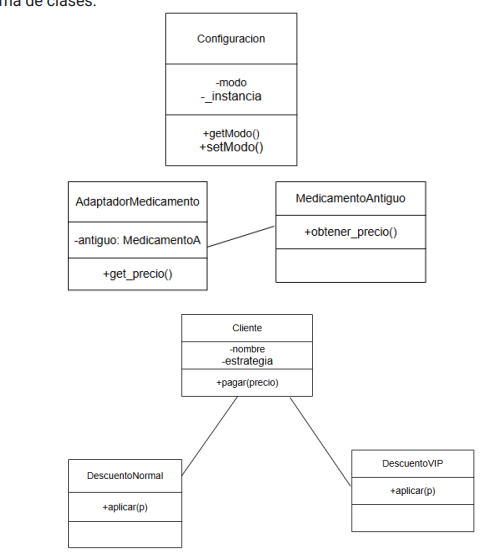 ma de clases:
Configuracion
-modo
-_instancia
+getModo()
+setModo()
AdaptadorMedicamento
-antiguo: MedicamentoA
+get_precio()
MedicamentoAntiguo
+obtener_precio()
Cliente
-nombre
-estrategia
+pagar(precio)
DescuentoNormal
+aplicar(p)
DescuentoVIP
+aplicar(p)